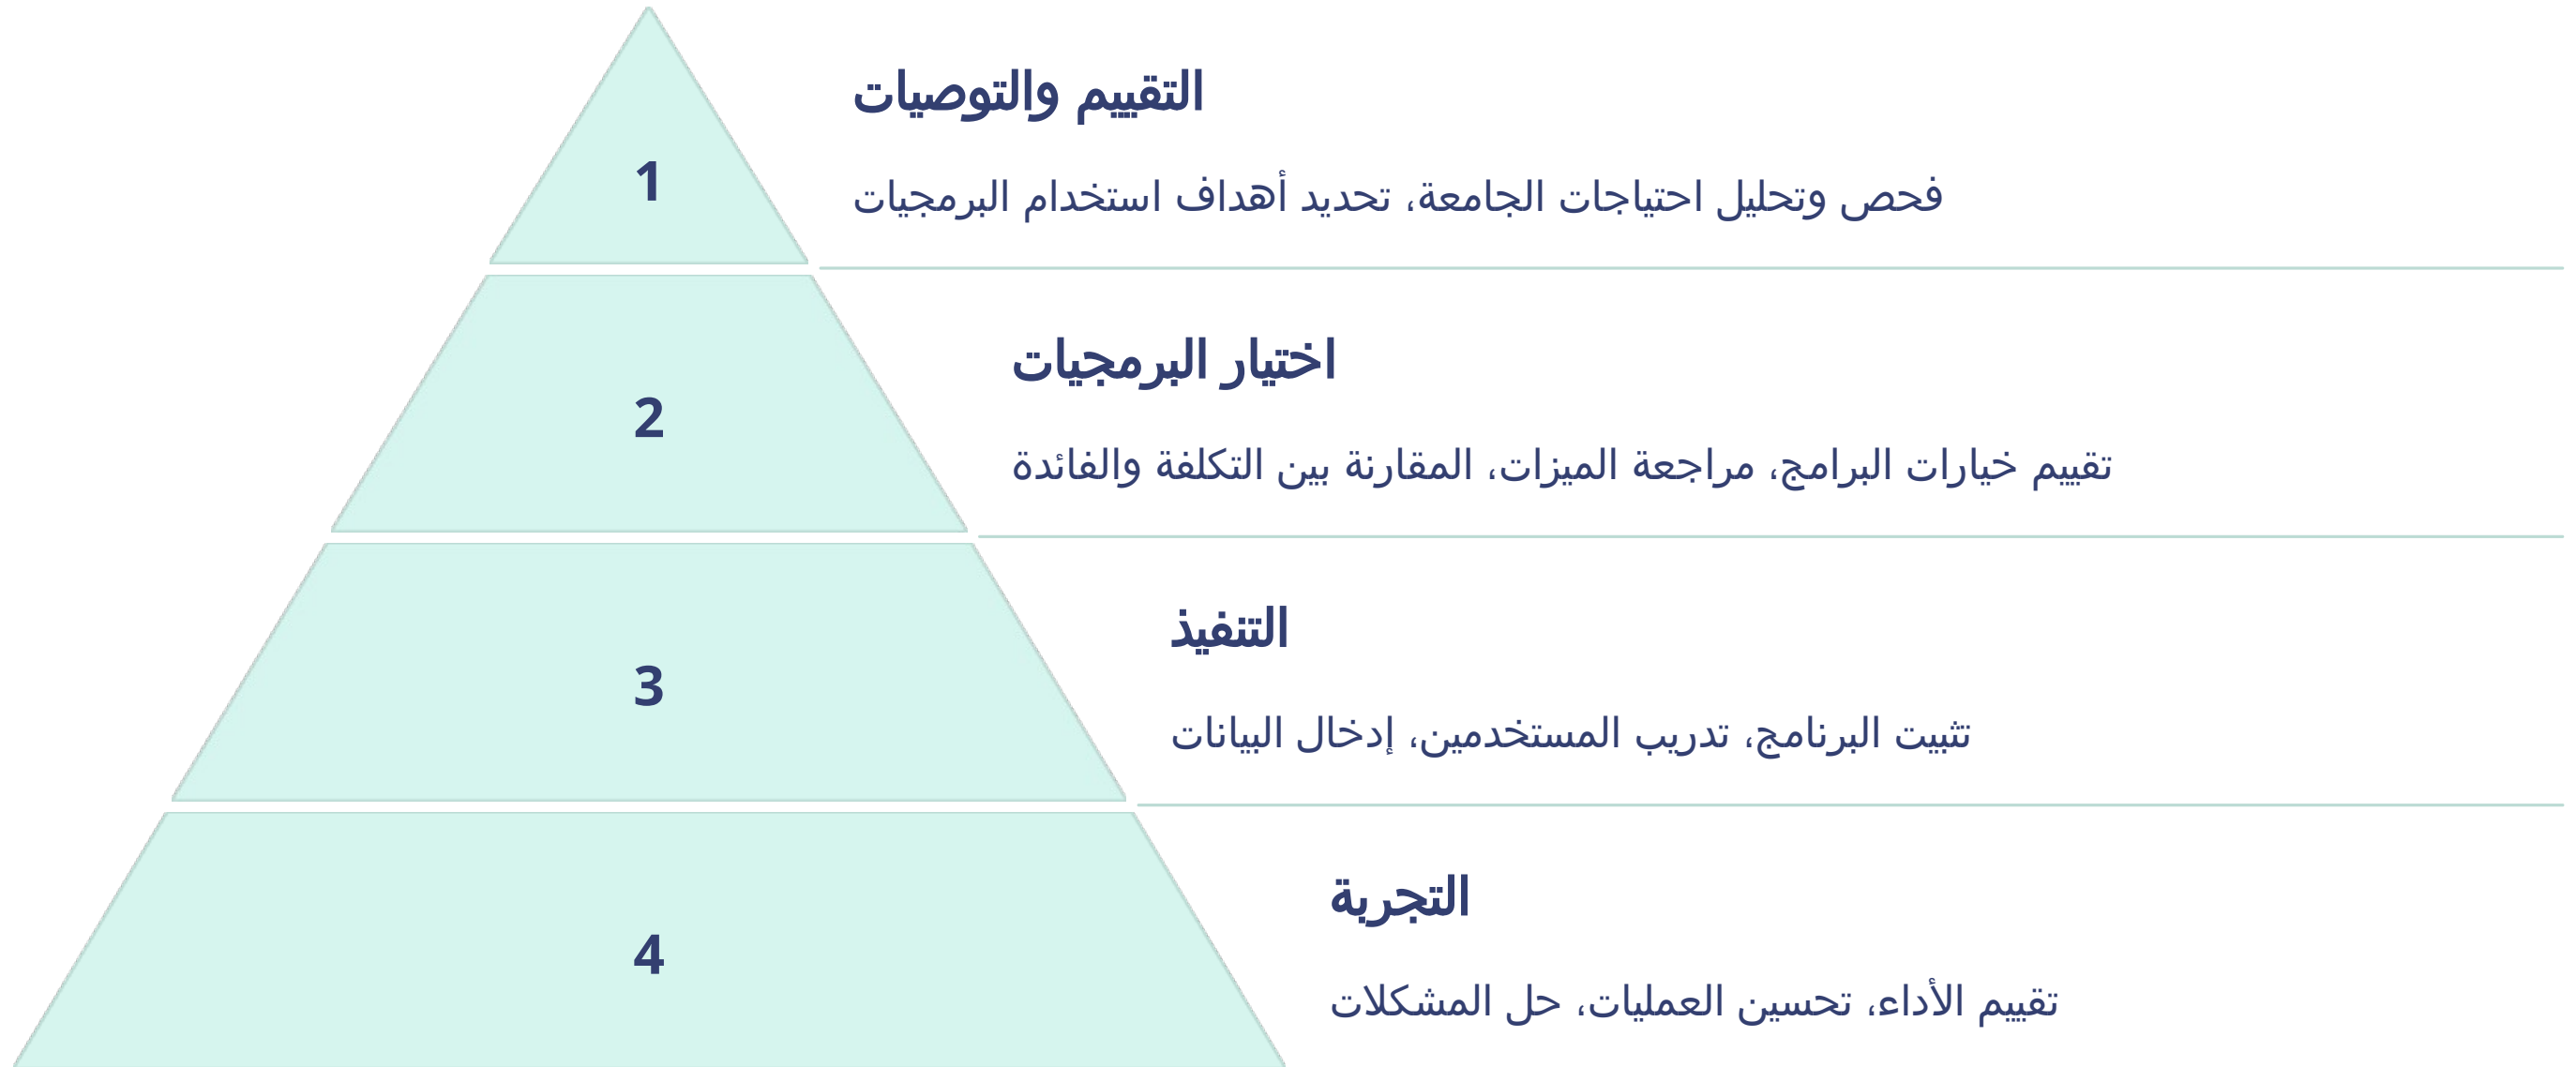 1
التقييم والتوصيات
فحص وتحليل احتياجات الجامعة، تحديد أهداف استخدام البرمجيات
2
اختيار البرمجيات
تقييم خيارات البرامج، مراجعة الميزات، المقارنة بين التكلفة والفائدة
3
التنفيذ
تثبيت البرنامج، تدريب المستخدمين، إدخال البيانات
4
التجربة
تقييم الأداء، تحسين العمليات، حل المشكلات